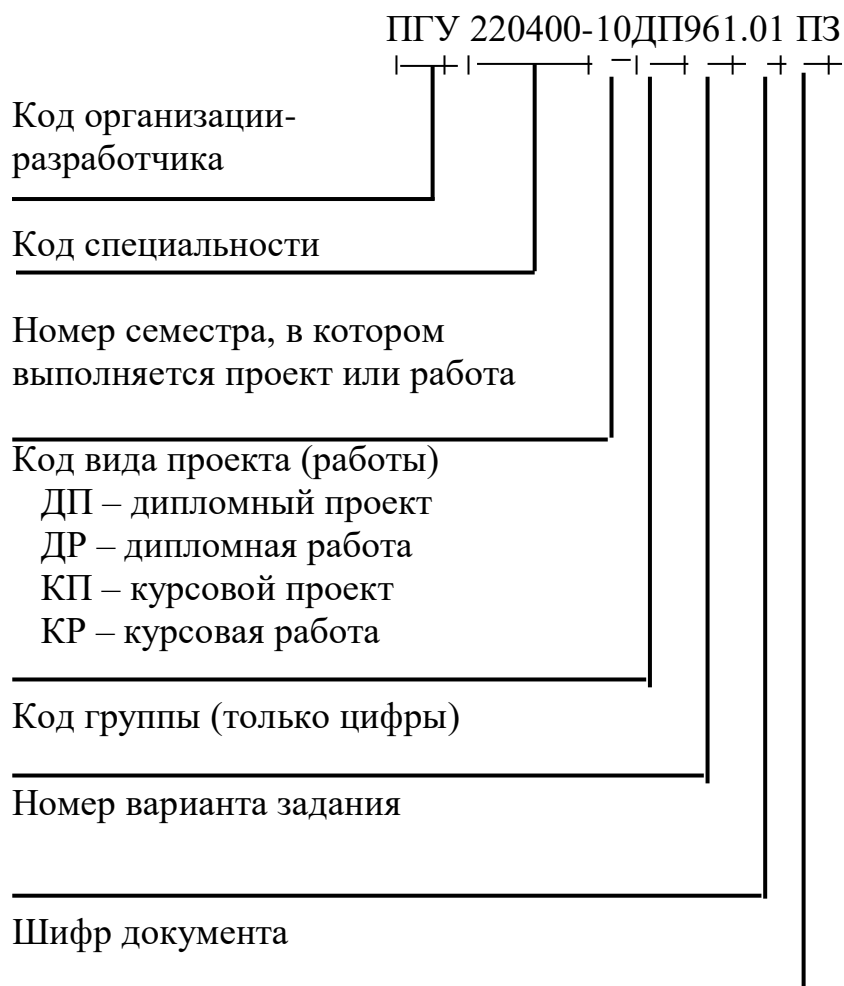 ПГУ 220400-10ДП961.01 ПЗ
Код организации-
разработчика
Код специальности
Номер семестра, в котором
выполняется проект или работа
Код вида проекта (работы)
ДП – дипломный проект
ДР – дипломная работа
КП – курсовой проект
КР – курсовая работа
Код группы (только цифры)
Номер варианта задания
Шифр документа